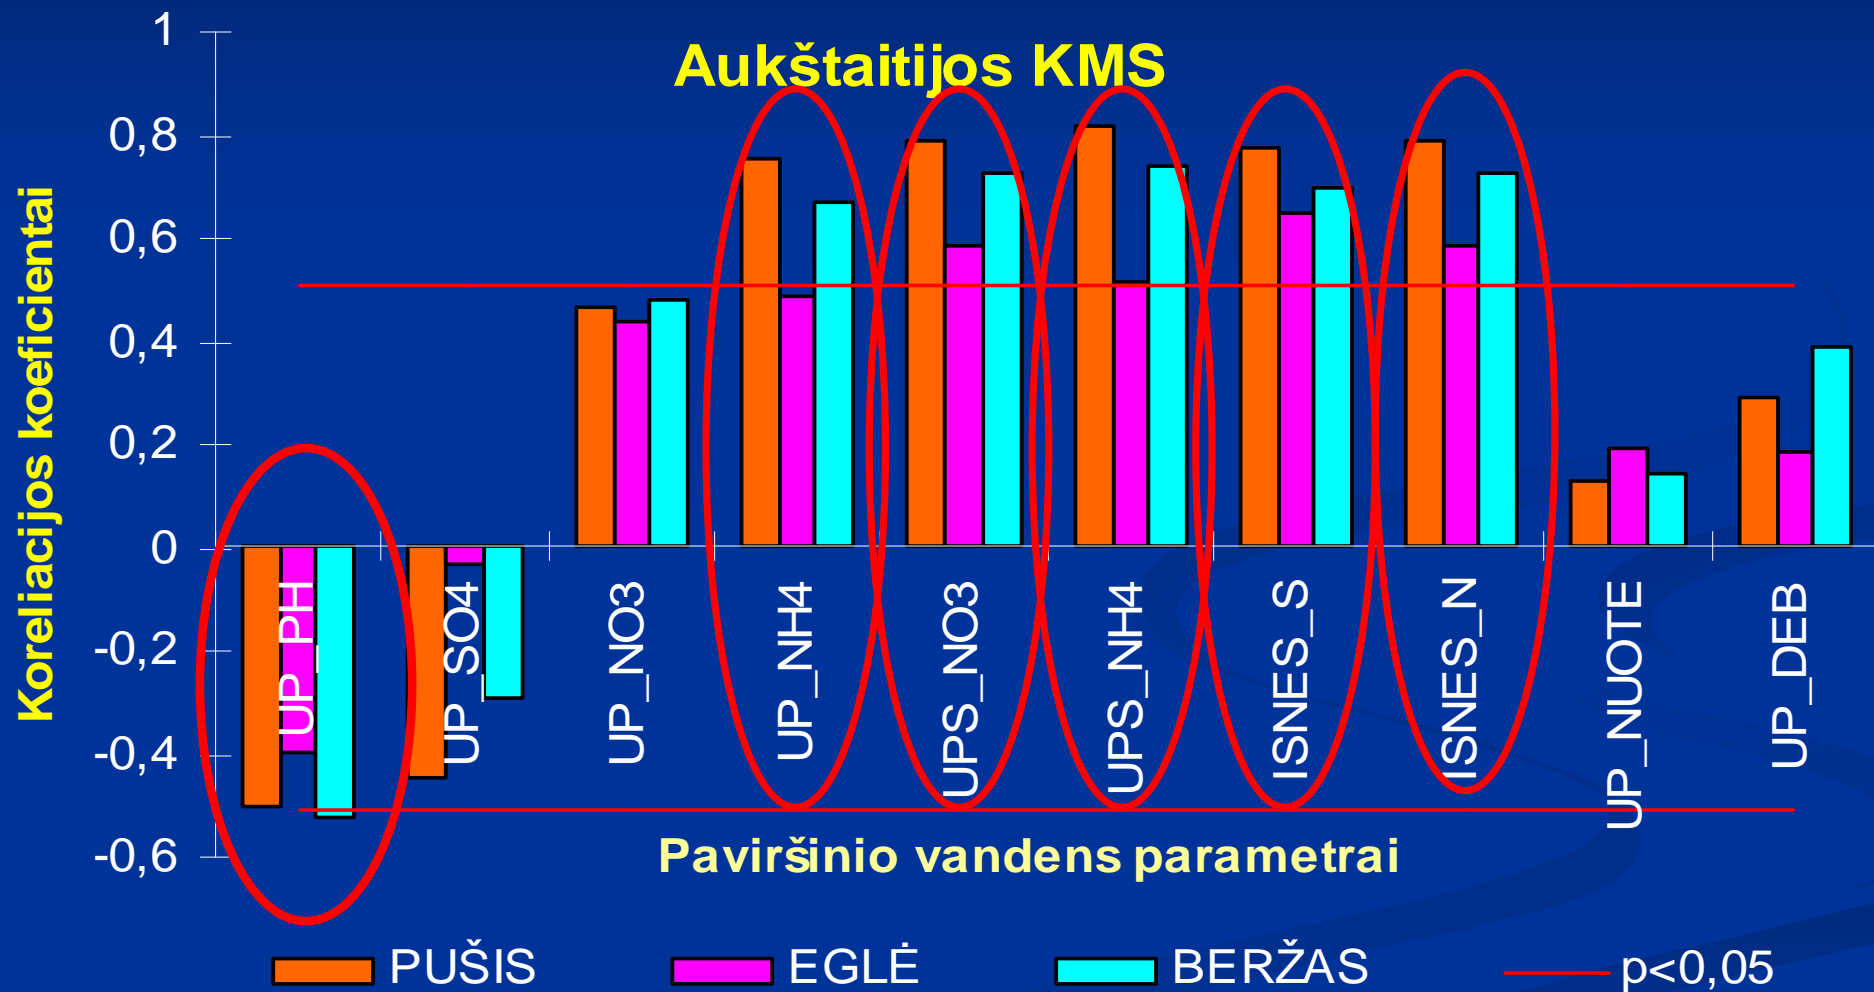 Aukštaitijos KMS
Koreliacijos koeficientai
1
0,8
0,6
0,4
0,2
0
-0,2
-0,4
-0,6
UP_PH
UP_SO4
UP_NO3
UP_NH4
UPS_NO3
UPS_NH4
ISNES_S
ISNES_N
UP_NUOTE
UP_DEB
Paviršinio vandens parametrai
PUŠIS EGLĖ BERŽAS p<0,05